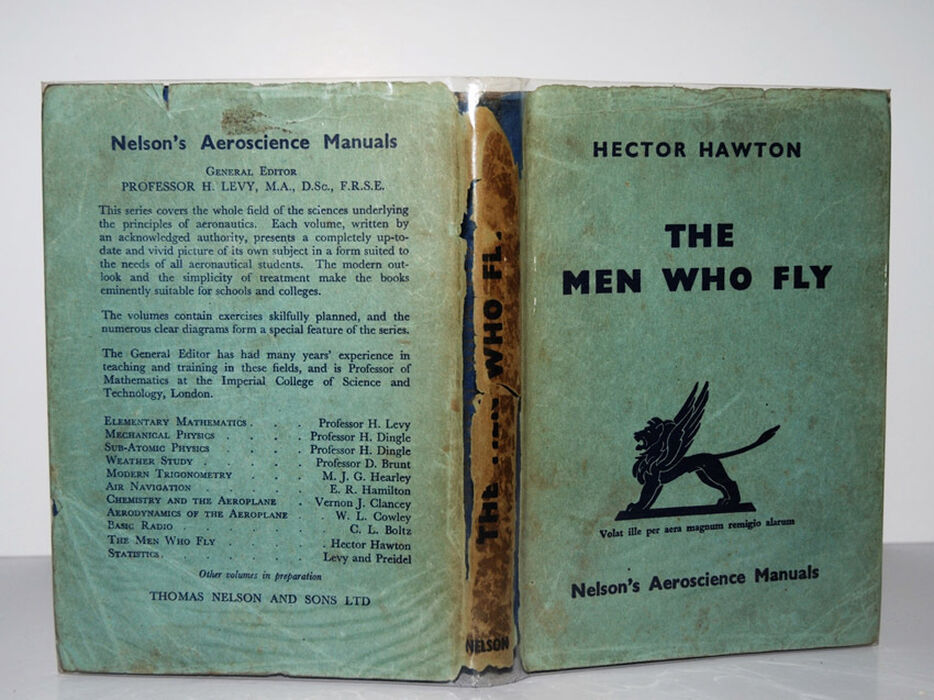 Nelson's Aeroscience Manuals
GENERAL EDITOR
PROFESSOR H. LEVY, M.A., D.Sc., F.R.S.E.
This series covers the whole field of the sciences underlying
the principles of aeronautics. Each volume, written by
an acknowledged authority, presents a completely up-to-
date and vivid picture of its own subject in a form suited to
the needs of all aeronautical students. The modern out-
look and the simplicity of treatment make the books
eminently suitable for schools and colleges.
The volumes contain exercises skilfully planned, and the
numerous clear diagrams form a special feature of the series.
The General Editor has had many years' experience in
teaching and training in these fields, and is Professor of
Mathematics at the Imperial College of Science and
Technology, London.
ELEMENTARY MATHEMATICS . . . Professor H. Levy
MECHANICAL PHYSICS . . . . Professor H. Dingle
SUB-ATOMIC PHYSICS . . . . Professor H. Dingle
WEATHER STUDY . . . . Professor D. Brunt
MODERN TRIGONOMETRY . . . M. J. G. Hearley
AIR NAVIGATION . . . . E. R. Hamilton
CHEMISTRY AND THE AEROPLANE . . Vernon J. Clancey
AERODYNAMICS OF THE AEROPLANE . . W. L. Cowley
BASIC RADIO . . . . C. L. Boltz
THE MEN WHO FLY . . . . Hector Hawton
STATISTICS . . . . Levy and Preidel
Other volumes in preparation
THOMAS NELSON AND SONS LTD
THE MEN WHO FL
NELSON
HECTOR HAWTON
THE
MEN WHO FLY
Volat ille per aera magnum remigio alarum
Nelson's Aeroscience Manuals